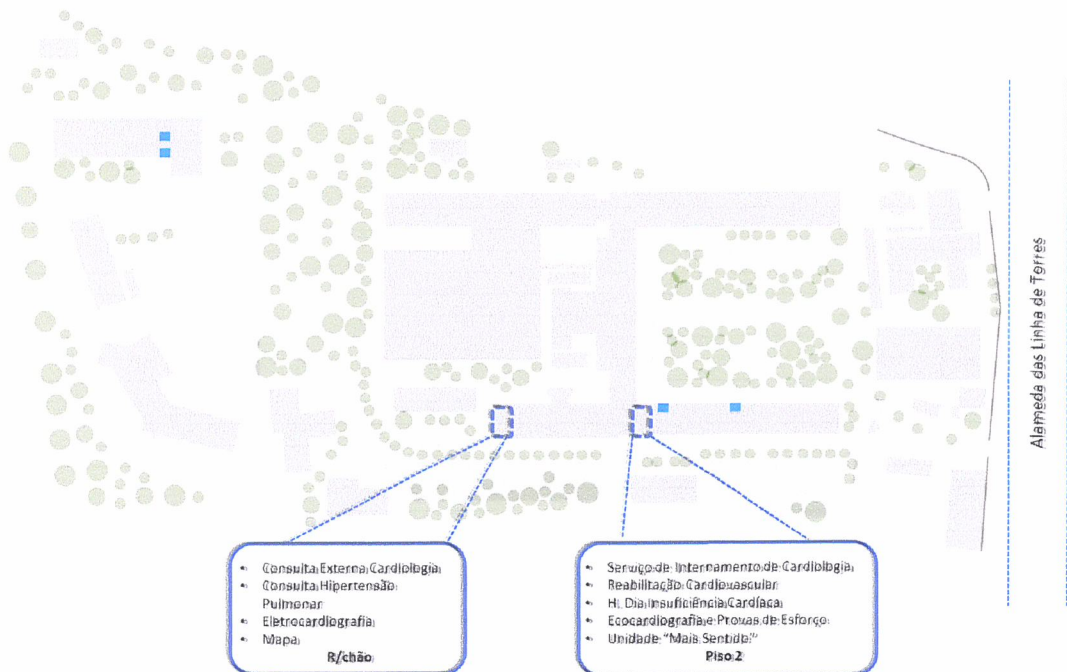 Alameda das Linha de Torres
• Consulta Externa Cardiologia
• Consulta Hipertensão
Pulmonar
• Eletrocardiografia
• Mapa
R/chão
• Serviço de Internamento de Cardiologia
• Reabilitação Cardiovascular
• H. Dia Insuficiência Cardíaca
• Ecocardiografia e Provas de Esforço
• Unidade "Mais Sentido"
Piso 2